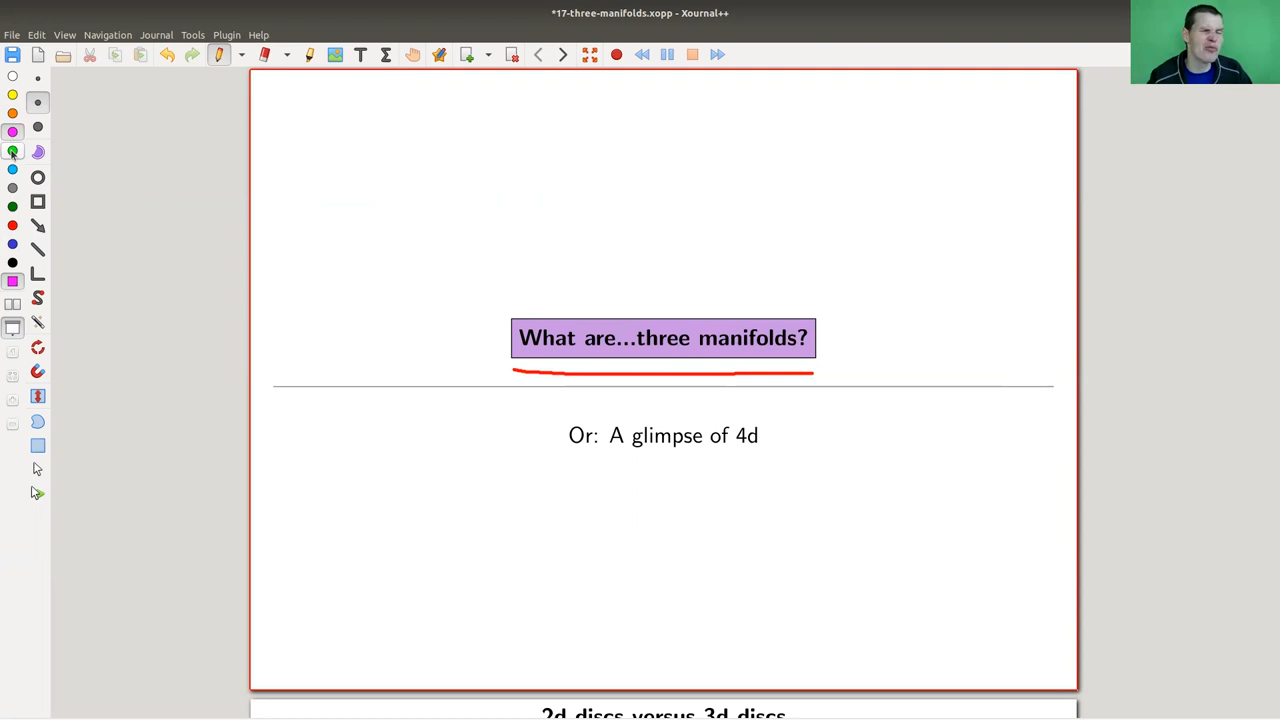 *17-three-manifolds.xopp - Xournal++
File Edit View Navigation Journal Tools Plugin Help
What are...three manifolds?
Or: A glimpse of 4d
2d discs versus 3d discs